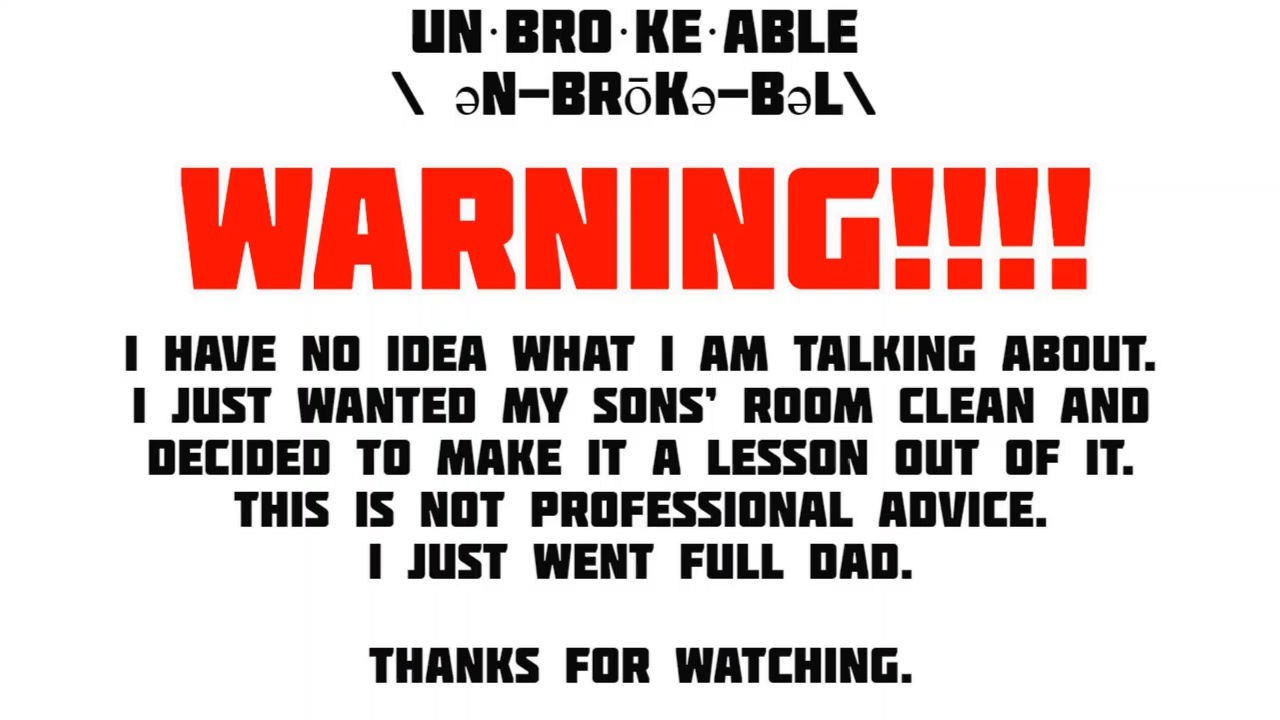 UN·BRO·KE·ABLE
\ əN–BRōKə–BəL\
WARNING!!!!
I HAVE NO IDEA WHAT I AM TALKING ABOUT.
I JUST WANTED MY SONS’ ROOM CLEAN AND
DECIDED TO MAKE IT A LESSON OUT OF IT.
THIS IS NOT PROFESSIONAL ADVICE.
I JUST WENT FULL DAD.
THANKS FOR WATCHING.